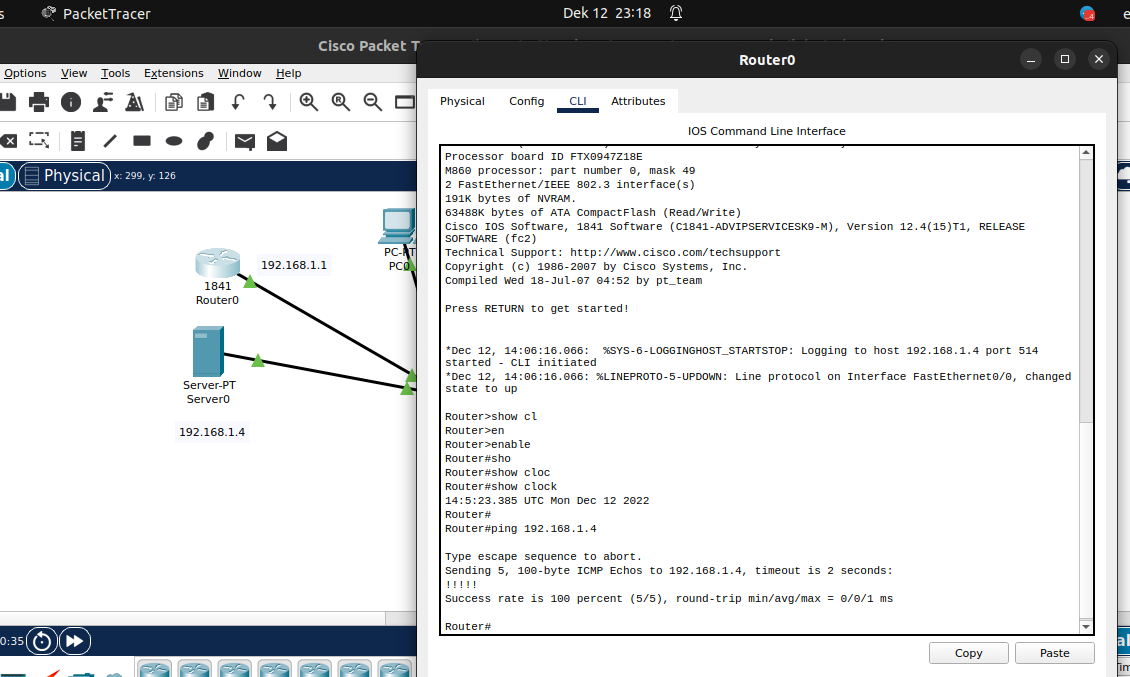 PacketTracer
Dek 12 23:18
Cisco Packet T
Router0
Options View Tools Extensions Window Help
Physical Config CLI Attributes
IOS Command Line Interface
Physical x: 299, y: 126
Processor board ID FTX0947Z18E
M860 processor: part number 0, mask 49
2 FastEthernet/IEEE 802.3 interface(s)
191K bytes of NVRAM.
63488K bytes of ATA CompactFlash (Read/Write)
Cisco IOS Software, 1841 Software (C1841-ADVIPSERVICESK9-M), Version 12.4(15)T1, RELEASE
SOFTWARE (fc2)
Technical Support: http://www.cisco.com/techsupport
Copyright (c) 1986-2007 by Cisco Systems, Inc.
Compiled Wed 18-Jul-07 04:52 by pt_team
Press RETURN to get started!
*Dec 12, 14:06:16.066:  %SYS-6-LOGGINGHOST_STARTSTOP: Logging to host 192.168.1.4 port 514
started - CLI initiated
*Dec 12, 14:06:16.066: %LINEPROTO-5-UPDOWN: Line protocol on Interface FastEthernet0/0, changed
state to up
Router>show cl
Router>en
Router>enable
Router#sho
Router#show cloc
Router#show clock
14:5:23.385 UTC Mon Dec 12 2022
Router#
Router#ping 192.168.1.4
Type escape sequence to abort.
Sending 5, 100-byte ICMP Echos to 192.168.1.4, timeout is 2 seconds:
!!!!!
Success rate is 100 percent (5/5), round-trip min/avg/max = 0/0/1 ms
Router#
Copy Paste
192.168.1.1
1841
Router0
PC-PT
PC0
Server-PT
Server0
192.168.1.4
0:35